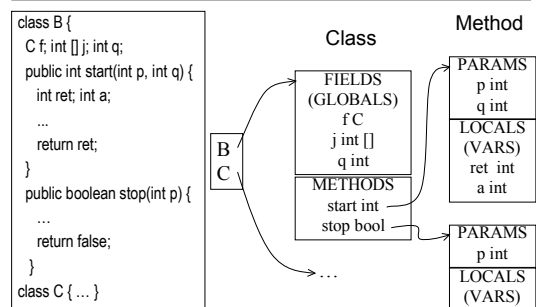 class B {
C f; int [] j; int q;
public int start(int p, int q) {
int ret; int a;
...
return ret;
}
public boolean stop(int p) {
…
return false;
}
class C { … }
B
C
Class
FIELDS
(GLOBALS)
f C
j int []
q int
METHODS
start int
stop bool
…
Method
PARAMS
p int
q int
LOCALS
(VARS)
ret int
a int
PARAMS
p int
LOCALS
(VARS)